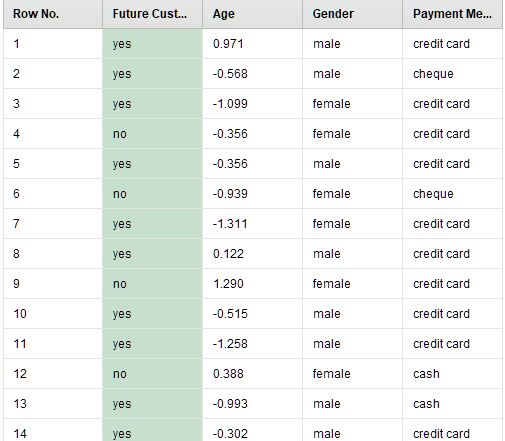 Row No. Future Cust... Age Gender Payment Me...
1 yes 0.971 male credit card
2 yes -0.568 male cheque
3 yes -1.099 female credit card
4 no -0.356 female credit card
5 yes -0.356 male credit card
6 no -0.939 female cheque
7 yes -1.311 female credit card
8 yes 0.122 male credit card
9 no 1.290 female credit card
10 yes -0.515 male credit card
11 yes -1.258 male credit card
12 no 0.388 female cash
13 yes -0.993 male cash
14 yes -0.302 male credit card